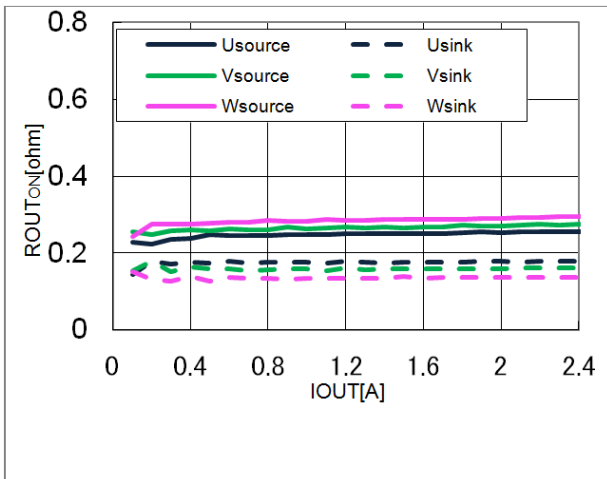 0.8
0.6
0.4
0.2
0
ROUTON[ohm]
Usource
Usink
Vsource
Vsink
Wsource
Wsink
0 0.4 0.8 1.2 1.6 2 2.4
IOUT[A]